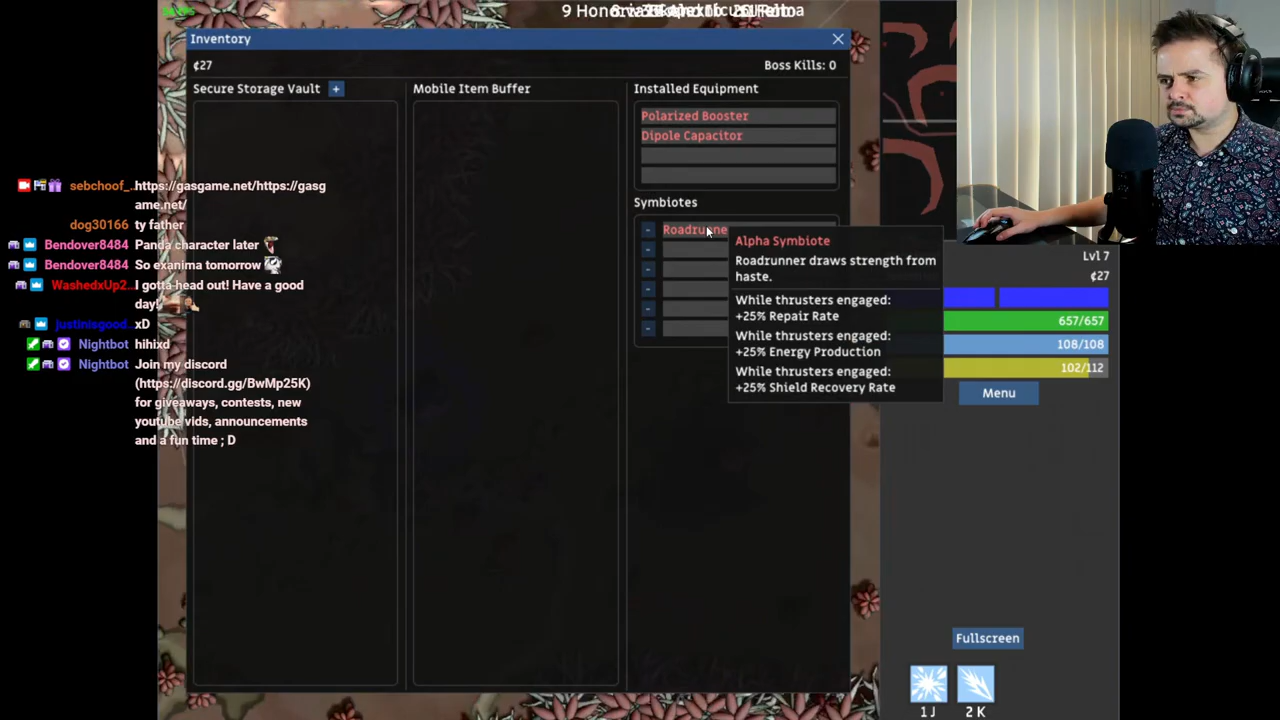 Inventory
¢27
Boss Kills: 0
Secure Storage Vault +
Mobile Item Buffer
Installed Equipment
Polarized Booster
Dipole Capacitor
Symbiotes
- Roadrunne
-
-
-
-
-
Alpha Symbiote
Roadrunner draws strength from
haste.
While thrusters engaged:
+25% Repair Rate
While thrusters engaged:
+25% Energy Production
While thrusters engaged:
+25% Shield Recovery Rate
sebchoof_.. https://gasgame.net/https://gasg
ame.net/
dog30166 ty father
Bendover8484 Panda character later
Bendover8484 So exanima tomorrow
WashedxUp2... I gotta head out! Have a good
day!
justinisgood... xD
Nightbot hihixd
Nightbot Join my discord
(https://discord.gg/BwMp25K)
for giveaways, contests, new
youtube vids, announcements
and a fun time ; D
Lvl 7
¢27
657/657
108/108
102/112
Menu
Fullscreen
1 J
2 K